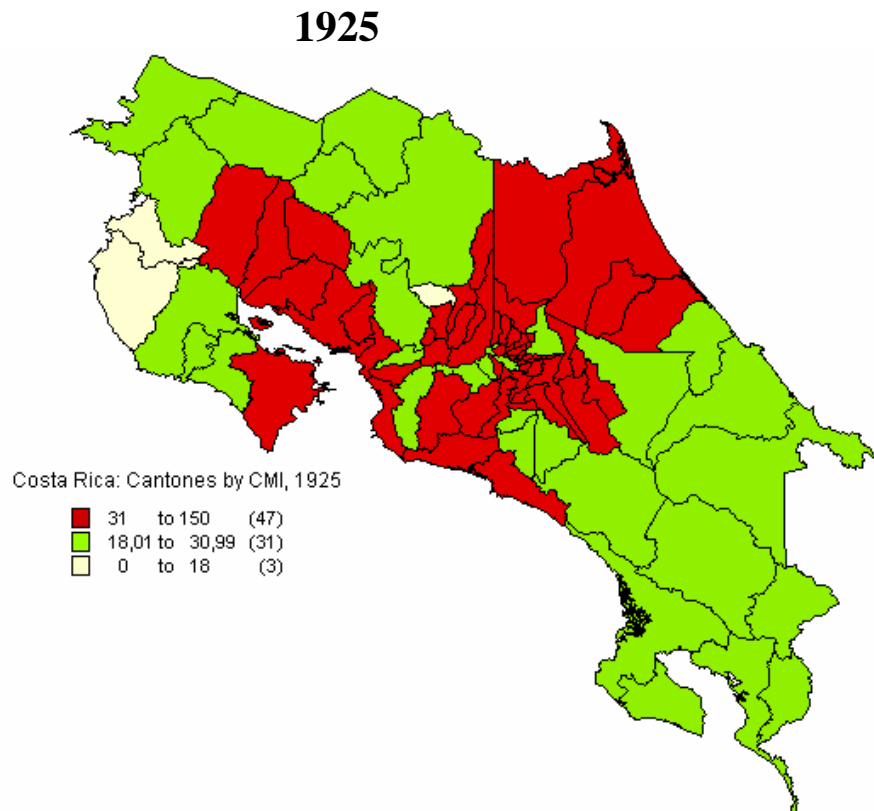 1925
Costa Rica: Cantones by CMI, 1925
31 to 150 (47)
18,01 to 30,99 (31)
0 to 18 (3)